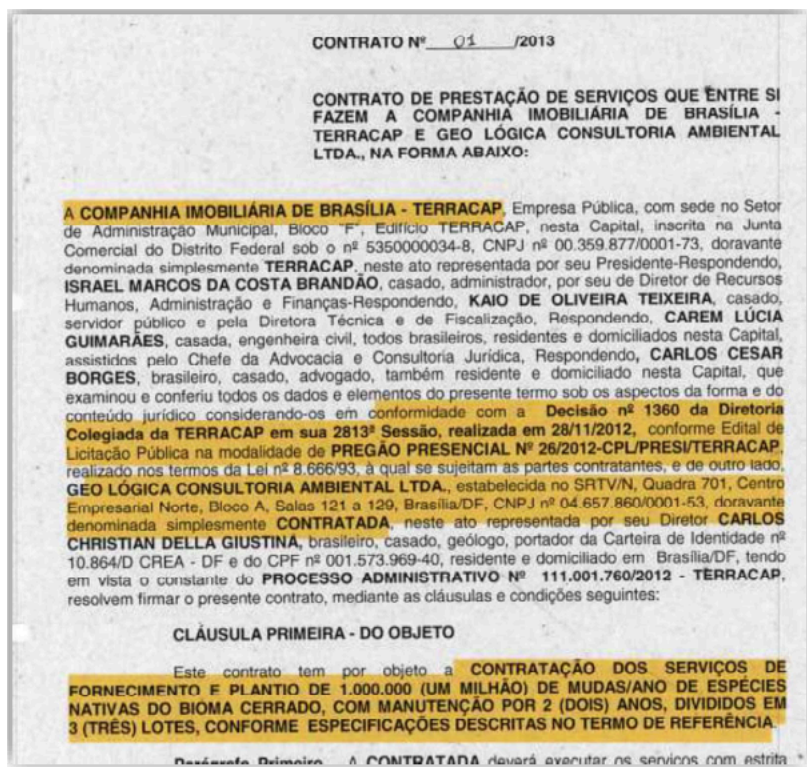 CONTRATO Nº 01 /2013
CONTRATO DE PRESTAÇÃO DE SERVIÇOS QUE ENTRE SI
FAZEM A COMPANHIA IMOBILIÁRIA DE BRASÍLIA -
TERRACAP E GEO LÓGICA CONSULTORIA AMBIENTAL
LTDA., NA FORMA ABAIXO:
A COMPANHIA IMOBILIÁRIA DE BRASÍLIA - TERRACAP, Empresa Pública, com sede no Setor
de Administração Municipal, Bloco "F", Edifício TERRACAP, nesta Capital, inscrita na Junta
Comercial do Distrito Federal sob o nº 5350000034-8, CNPJ nº 00.359.877/0001-73, doravante
denominada simplesmente TERRACAP, neste ato representada por seu Presidente-Respondendo,
ISRAEL MARCOS DA COSTA BRANDÃO, casado, administrador, por seu de Diretor de Recursos
Humanos, Administração e Finanças-Respondendo, KAIO DE OLIVEIRA TEIXEIRA, casado,
servidor público e pela Diretora Técnica e de Fiscalização, Respondendo, CAREM LÚCIA
GUIMARÃES, casada, engenheira civil, todos brasileiros, residentes e domiciliados nesta Capital,
assistidos pelo Chefe da Advocacia e Consultoria Jurídica, Respondendo, CARLOS CESAR
BORGES, brasileiro, casado, advogado, também residente e domiciliado nesta Capital, que
examinou e conferiu todos os dados e elementos do presente termo sob os aspectos da forma e do
conteúdo jurídico considerando-os em conformidade com a Decisão nº 1360 da Diretoria
Colegiada da TERRACAP em sua 2813ª Sessão, realizada em 28/11/2012, conforme Edital de
Licitação Pública na modalidade de PREGÃO PRESENCIAL Nº 26/2012-CPL/PRESI/TERRACAP,
realizado nos termos da Lei nº 8.666/93, à qual se sujeitam as partes contratantes, e de outro lado,
GEO LÓGICA CONSULTORIA AMBIENTAL LTDA., estabelecida no SRTV/N, Quadra 701, Centro
Empresarial Norte, Bloco A, Salas 121 a 129, Brasília/DF, CNPJ nº 04.657.860/0001-53, doravante
denominada simplesmente CONTRATADA, neste ato representada por seu Diretor CARLOS
CHRISTIAN DELLA GIUSTINA, brasileiro, casado, geólogo, portador da Carteira de Identidade nº
10.864/D CREA - DF e do CPF nº 001.573.969-40, residente e domiciliado em Brasília/DF, tendo
em vista o constante do PROCESSO ADMINISTRATIVO Nº 111.001.760/2012 - TERRACAP,
resolvem firmar o presente contrato, mediante as cláusulas e condições seguintes:
CLÁUSULA PRIMEIRA - DO OBJETO
Este contrato tem por objeto a CONTRATAÇÃO DOS SERVIÇOS DE
FORNECIMENTO E PLANTIO DE 1.000.000 (UM MILHÃO) DE MUDAS/ANO DE ESPÉCIES
NATIVAS DO BIOMA CERRADO, COM MANUTENÇÃO POR 2 (DOIS) ANOS, DIVIDIDOS EM
3 (TRÊS) LOTES, CONFORME ESPECIFICAÇÕES DESCRITAS NO TERMO DE REFERÊNCIA.
Parágrafo Primeiro A CONTRATADA deverá executar os serviços com estrita